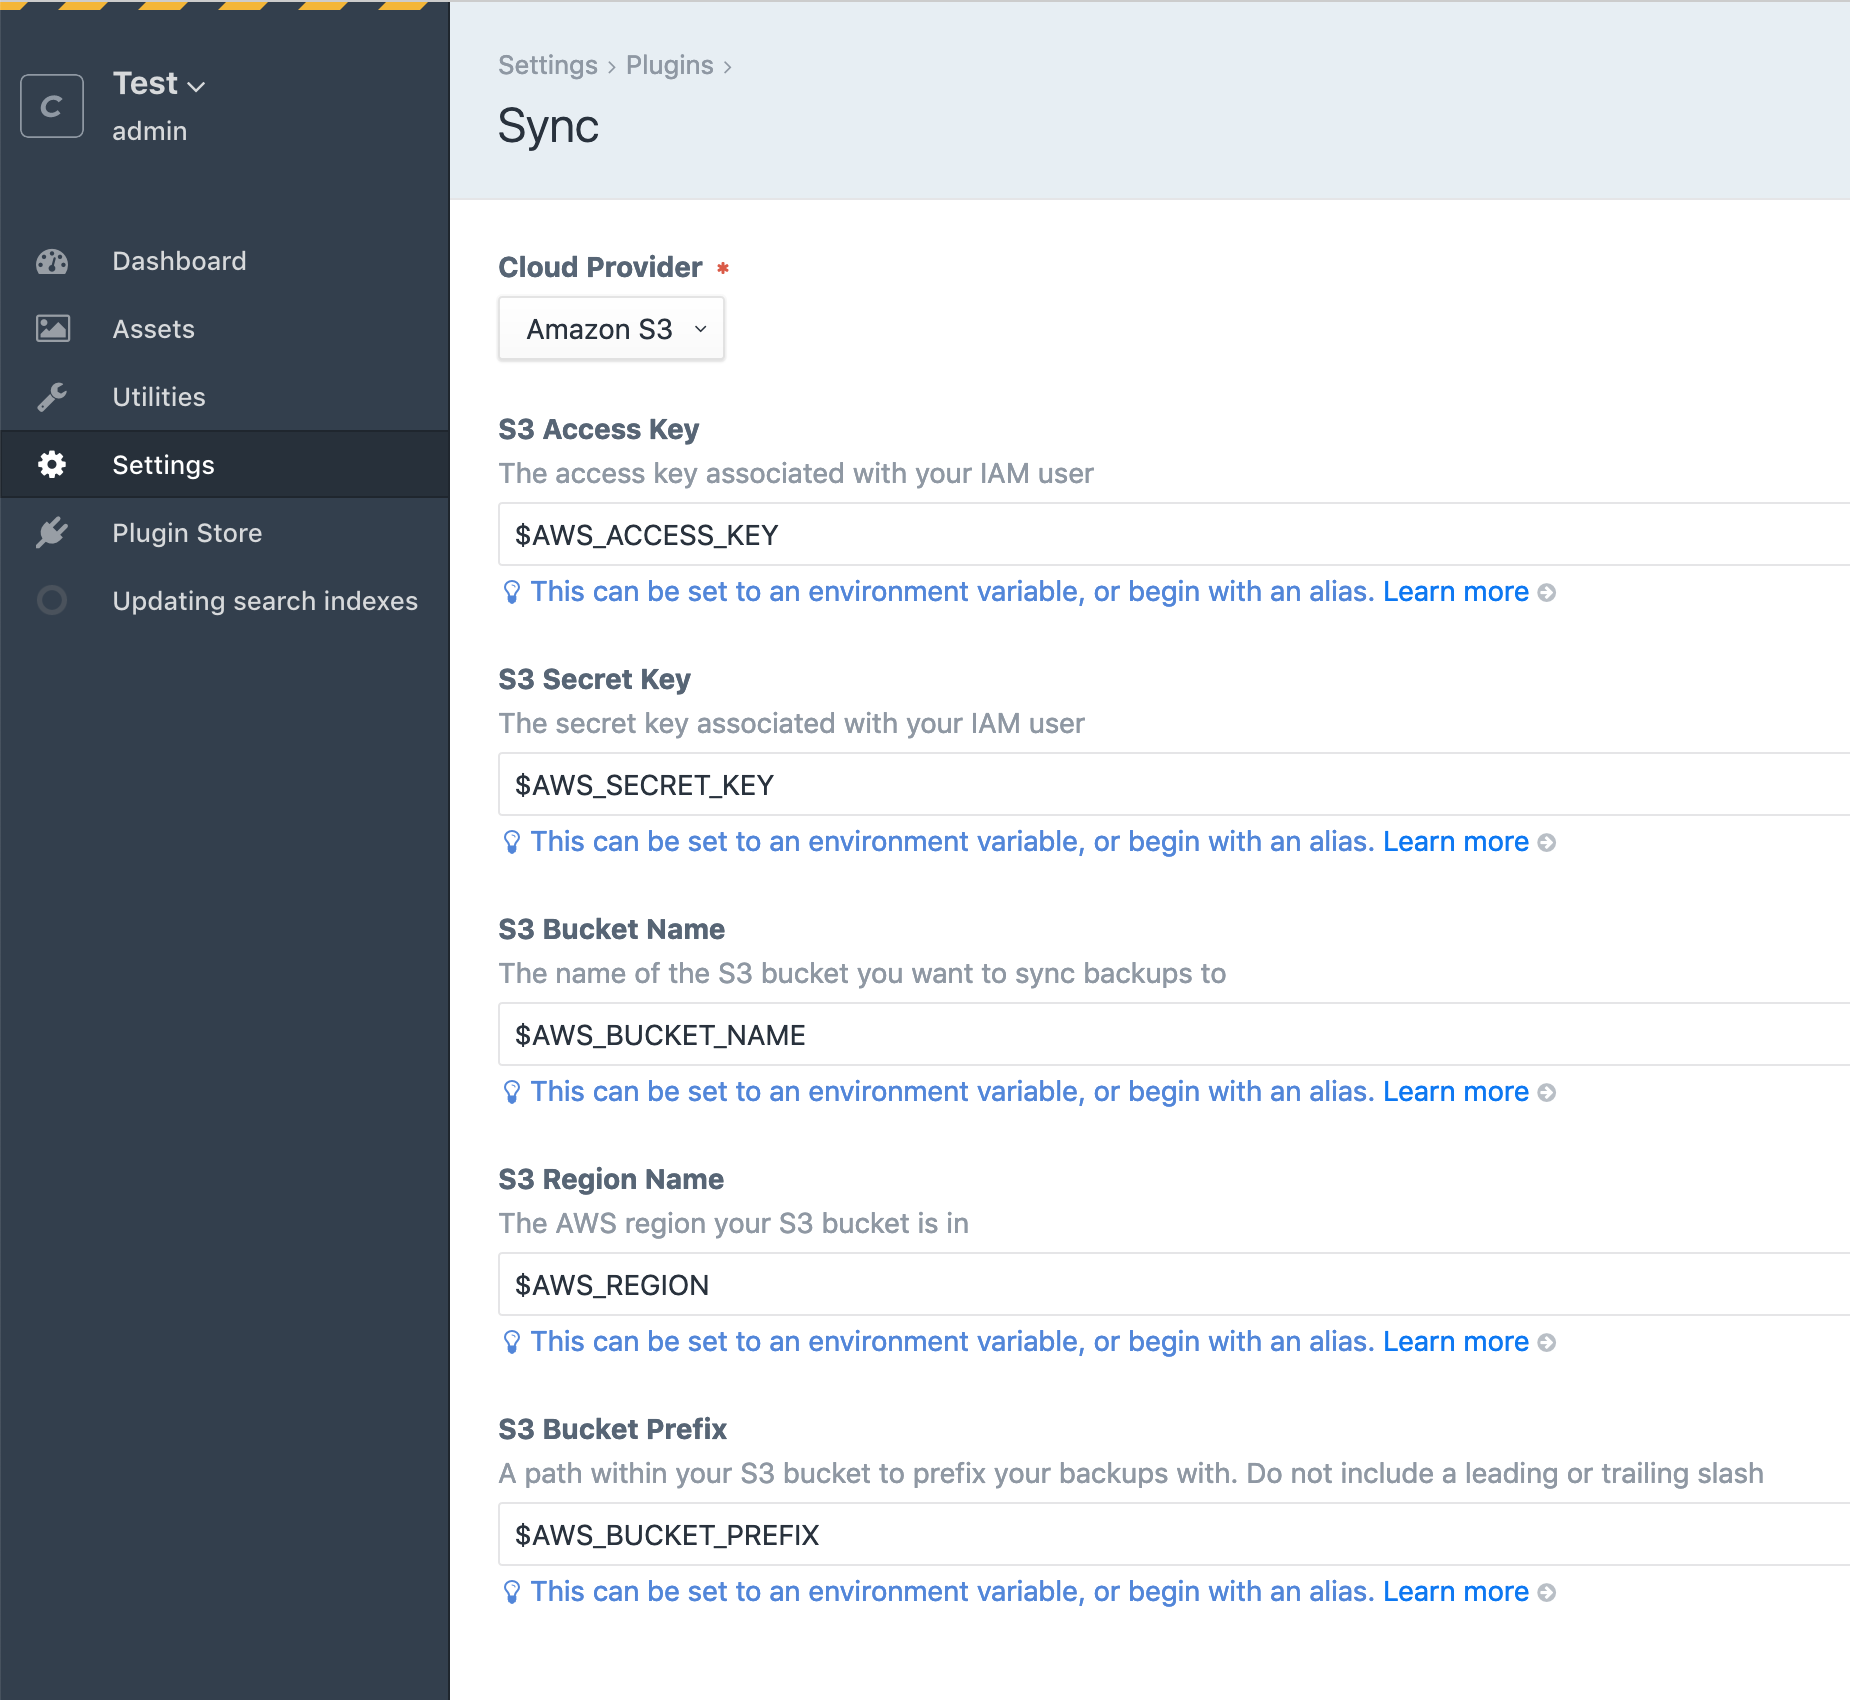 C
Test
admin
Dashboard
Assets
Utilities
Settings
Plugin Store
Updating search indexes
Settings › Plugins ›
Sync
Cloud Provider *
Amazon S3
S3 Access Key
The access key associated with your IAM user
$AWS_ACCESS_KEY
This can be set to an environment variable, or begin with an alias. Learn more
S3 Secret Key
The secret key associated with your IAM user
$AWS_SECRET_KEY
This can be set to an environment variable, or begin with an alias. Learn more
S3 Bucket Name
The name of the S3 bucket you want to sync backups to
$AWS_BUCKET_NAME
This can be set to an environment variable, or begin with an alias. Learn more
S3 Region Name
The AWS region your S3 bucket is in
$AWS_REGION
This can be set to an environment variable, or begin with an alias. Learn more
S3 Bucket Prefix
A path within your S3 bucket to prefix your backups with. Do not include a leading or trailing slash
$AWS_BUCKET_PREFIX
This can be set to an environment variable, or begin with an alias. Learn more